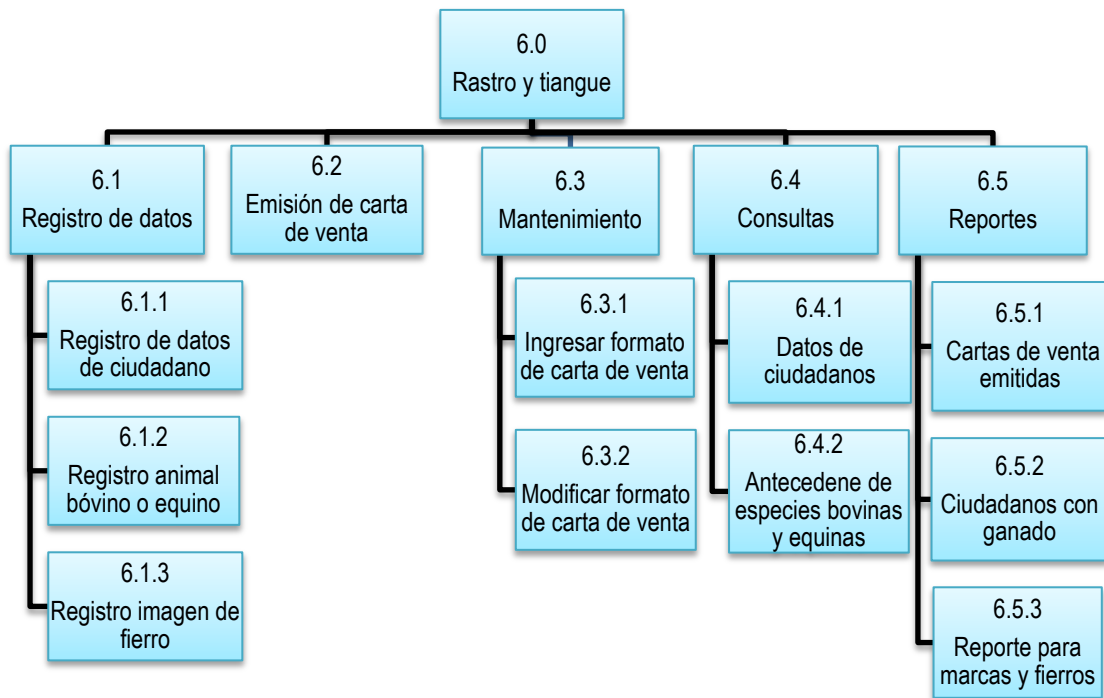 6.0
Rastro y tiangue
6.1
Registro de datos
6.2
Emisión de carta
de venta
6.3
Mantenimiento
6.4
Consultas
6.5
Reportes
6.1.1
Registro de datos
de ciudadano
6.1.2
Registro animal
bóvino o equino
6.1.3
Registro imagen de
fierro
6.3.1
Ingresar formato
de carta de venta
6.3.2
Modificar formato
de carta de venta
6.4.1
Datos de
ciudadanos
6.4.2
Antecedene de
especies bovinas
y equinas
6.5.1
Cartas de venta
emitidas
6.5.2
Ciudadanos con
ganado
6.5.3
Reporte para
marcas y fierros